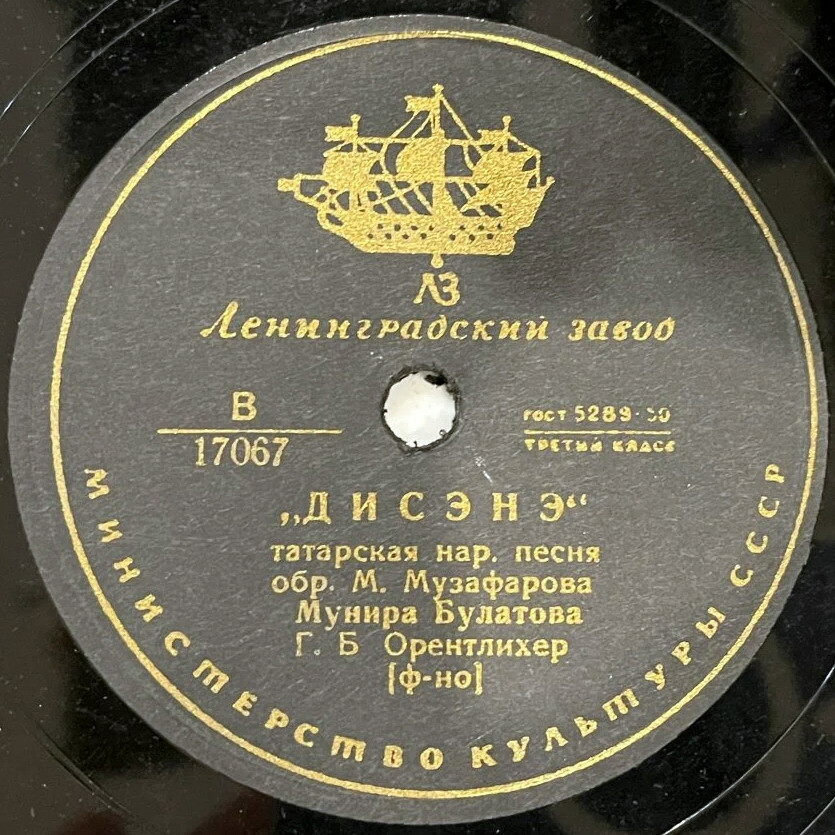 ЛЗ
Ленинградский завод
В
17067
ГОСТ 5289-50
ТРЕТИЙ КЛАСС
„ДИСЭНЭ“
татарская нар. песня
обр. М. Музафарова
Мунира Булатова
Г. Б Орентлихер
[ф-но]
МИНИСТЕРСТВО КУЛЬТУРЫ СССР